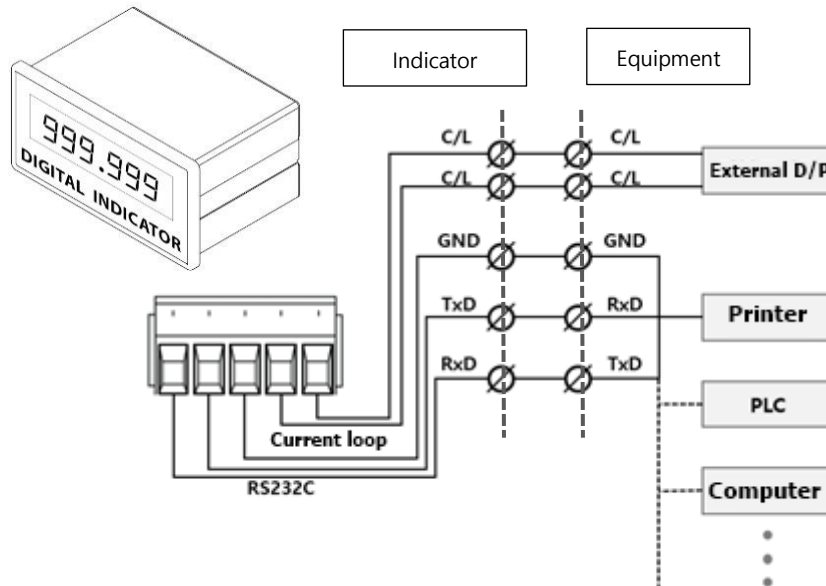 Indicator
Equipment
999.999
DIGITAL INDICATOR
C/L
C/L
External D/P
C/L
C/L
GND
GND
TxD
RxD
Printer
RxD
TxD
PLC
Current loop
RS232C
Computer